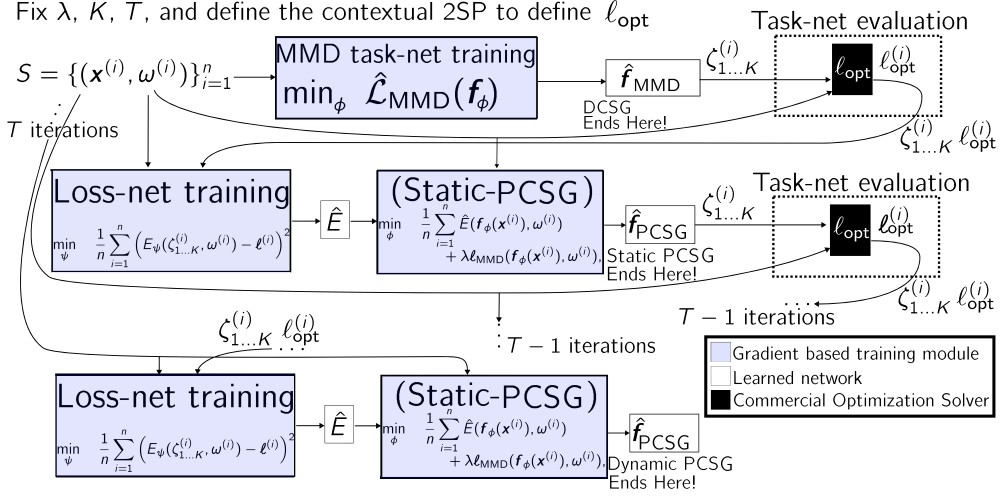 Fix λ, K, T, and define the contextual 2SP to define ℓ_opt
Task-net evaluation
S = {(x^(i), ω^(i))}_{i=1}^n
MMD task-net training
min_ϕ ℒ̂_MMD(f_ϕ)
f̂_MMD
ζ^(i)_{1...K}
ℓ_opt
ℓ^(i)_opt
DCSG
Ends Here!
T iterations
ζ^(i)_{1...K} ℓ^(i)_opt
Loss-net training
min_ψ 1/n ∑_{i=1}^n (E_ψ(ζ^(i)_{1...K}, ω^(i)) − ℓ^(i))^2
Ê
(Static-PCSG)
min_ϕ 1/n ∑_{i=1}^n Ê(f_ϕ(x^(i)), ω^(i))
+ λℓ_MMD(f_ϕ(x^(i)), ω^(i)),
f̂_PCSG
Static PCSG
Ends Here!
Task-net evaluation
ζ^(i)_{1...K}
ℓ_opt
ℓ^(i)_opt
ζ^(i)_{1...K} ℓ^(i)_opt
...
T − 1 iterations
T − 1 iterations
ζ^(i)_{1...K} ℓ^(i)_opt
...
Loss-net training
min_ψ 1/n ∑_{i=1}^n (E_ψ(ζ^(i)_{1...K}, ω^(i)) − ℓ^(i))^2
Ê
(Static-PCSG)
min_ϕ 1/n ∑_{i=1}^n Ê(f_ϕ(x^(i)), ω^(i))
+ λℓ_MMD(f_ϕ(x^(i)), ω^(i)),
f̂_PCSG
Dynamic PCSG
Ends Here!
Gradient based training module
Learned network
Commercial Optimization Solver